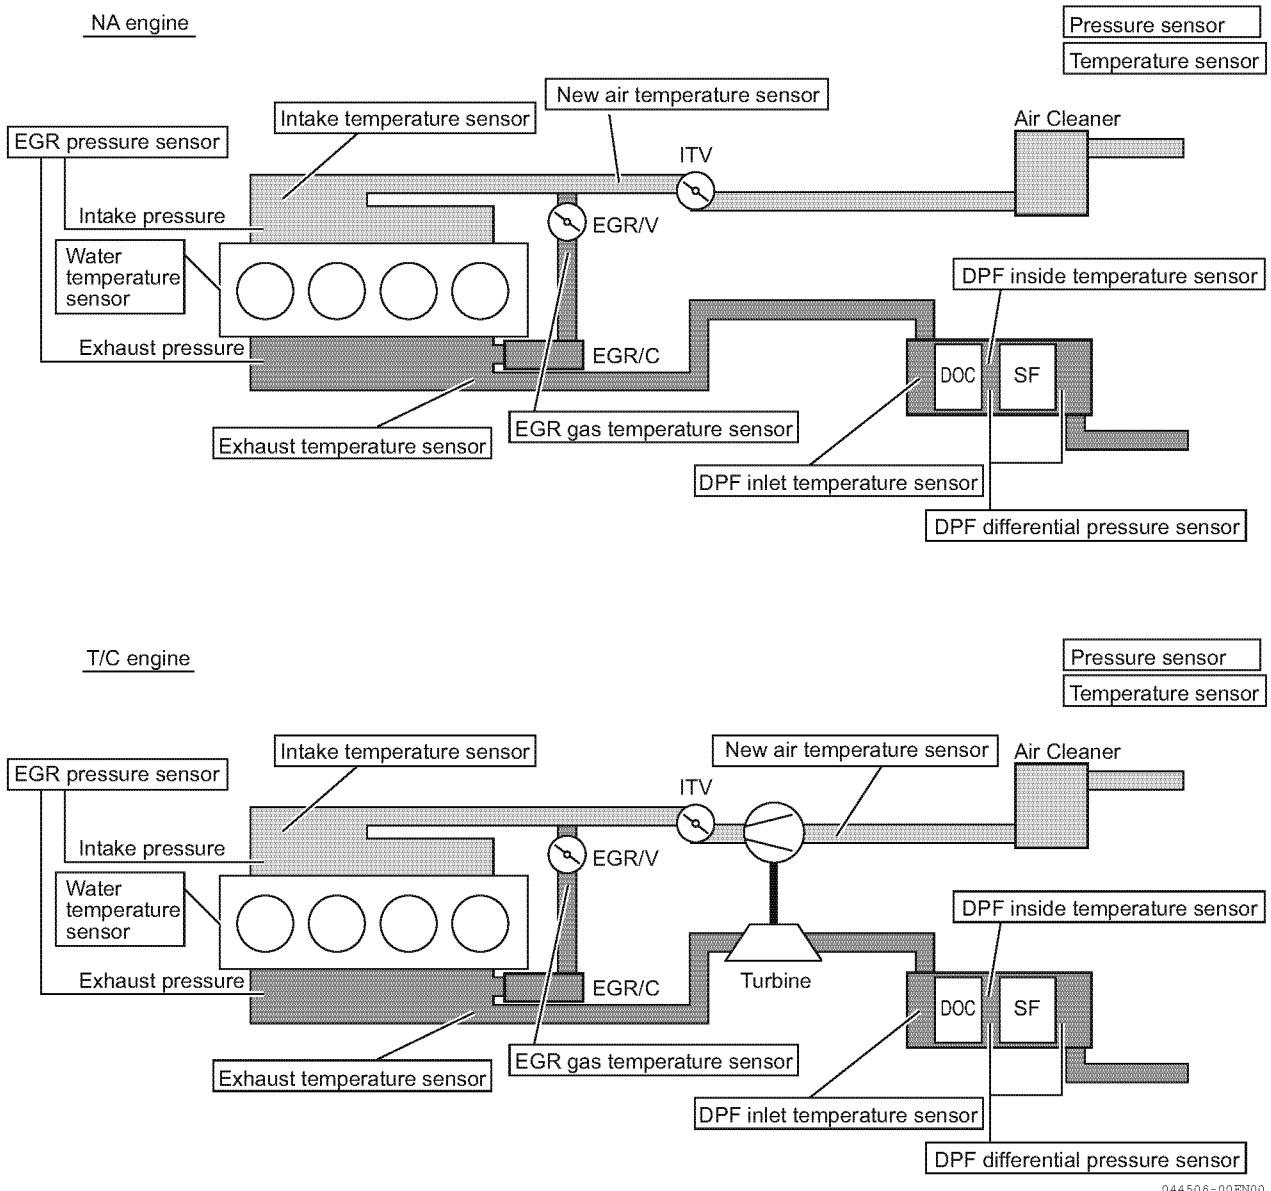 NA engine
Pressure sensor
Temperature sensor
New air temperature sensor
Intake temperature sensor
Air Cleaner
EGR pressure sensor
ITV
Intake pressure
EGR/V
Water
temperature
sensor
DPF inside temperature sensor
Exhaust pressure
EGR/C
DOC
SF
EGR gas temperature sensor
Exhaust temperature sensor
DPF inlet temperature sensor
DPF differential pressure sensor
T/C engine
Pressure sensor
Temperature sensor
Intake temperature sensor
New air temperature sensor
Air Cleaner
EGR pressure sensor
ITV
Intake pressure
EGR/V
Water
temperature
sensor
DPF inside temperature sensor
Exhaust pressure
EGR/C
Turbine
DOC
SF
EGR gas temperature sensor
Exhaust temperature sensor
DPF inlet temperature sensor
DPF differential pressure sensor
044508-00EN00